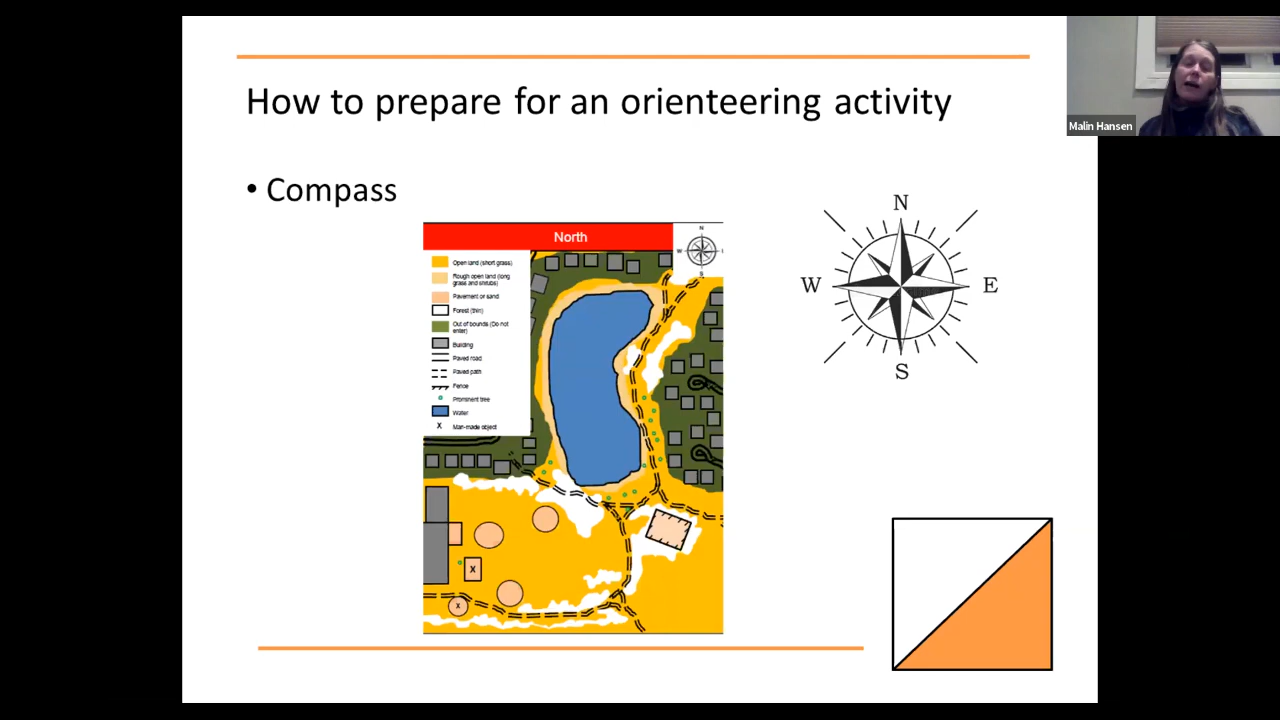 How to prepare for an orienteering activity
Malin Hansen
• Compass
North
N
W
S
Open land (short grass)
Rough open land (long
grass and shrubs)
Pavement or sand
Forest (thin)
Out of bounds (Do not
enter)
Building
Paved road
Paved path
Fence
Prominent tree
Water
X Man-made object
X
X
N
W E
S